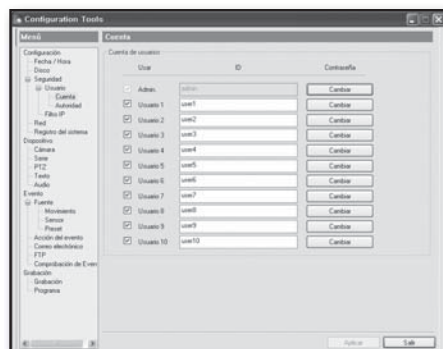 Configuration Tools
Menú
Configuración
Fecha / Hora
Disco
Seguridad
Usuario
Cuenta
Autoridad
Filtro IP
Red
Registro del sistema
Dispositivo
Cámara
Serie
PTZ
Texto
Audio
Evento
Fuente
Movimiento
Sensor
Preset
Acción del evento
Correo electrónico
FTP
Comprobación de Even
Grabación
Grabación
Programa
Cuenta
Cuenta de usuarios
Usar ID Contraseña
Admin. admin Cambiar
Usuario 1 user1 Cambiar
Usuario 2 user2 Cambiar
Usuario 3 user3 Cambiar
Usuario 4 user4 Cambiar
Usuario 5 user5 Cambiar
Usuario 6 user6 Cambiar
Usuario 7 user7 Cambiar
Usuario 8 user8 Cambiar
Usuario 9 user9 Cambiar
Usuario 10 user10 Cambiar
Aplicar Salir